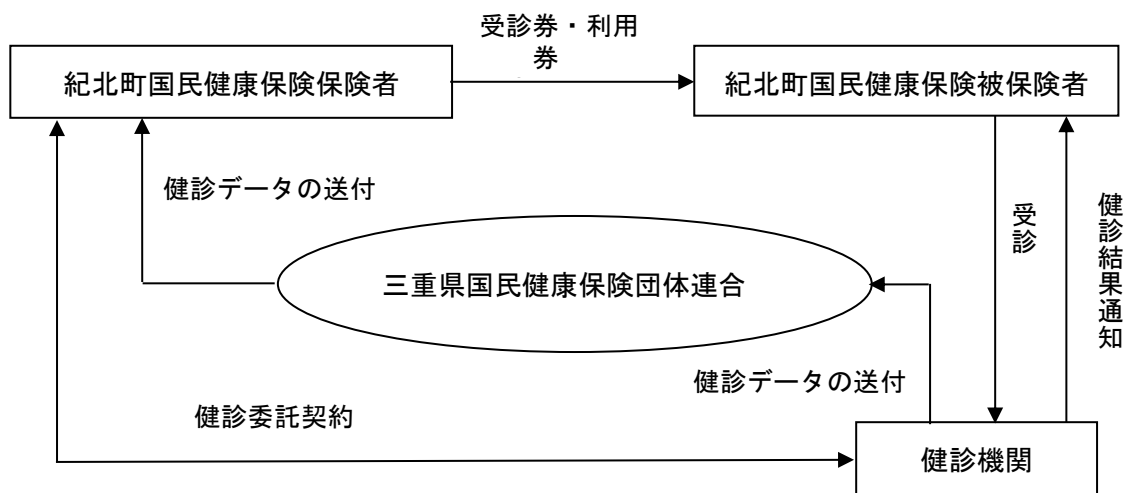 受診券・利用
券
紀北町国民健康保険保険者
紀北町国民健康保険被保険者
健診データの送付
受診
健診結果通知
三重県国民健康保険団体連合
健診データの送付
健診委託契約
健診機関